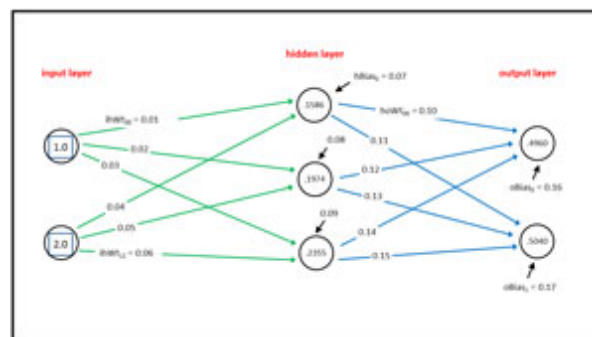 hidden layer
input layer
output layer
hBias₀ = 0.07
.1586
ihWt₀₀ = 0.01
hoWt₀₀ = 0.10
0.11
1.0
0.02
0.08
.4960
0.03
.1974
0.12
0.13
oBias₀ = 0.16
0.04
0.05
0.09
0.14
2.0
.2355
.5040
ihWt₁₂ = 0.06
0.15
oBias₁ = 0.17